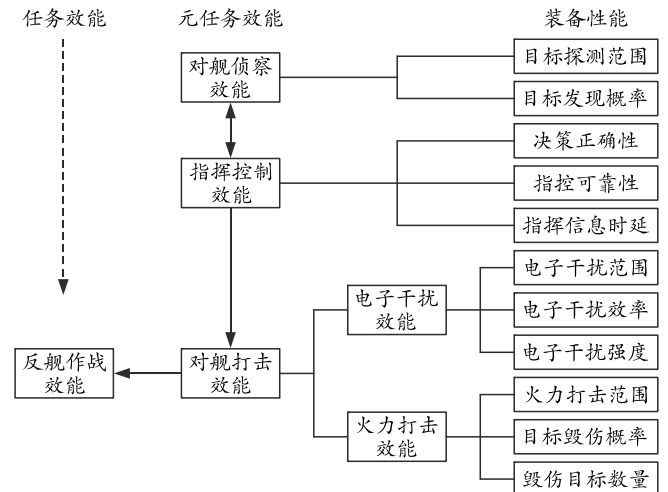 任务效能
元任务效能
装备性能
对舰侦察
效能
目标探测范围
目标发现概率
指挥控制
效能
决策正确性
指控可靠性
指挥信息时延
电子干扰
效能
电子干扰范围
电子干扰效率
电子干扰强度
反舰作战
效能
对舰打击
效能
火力打击
效能
火力打击范围
目标毁伤概率
毁伤目标数量